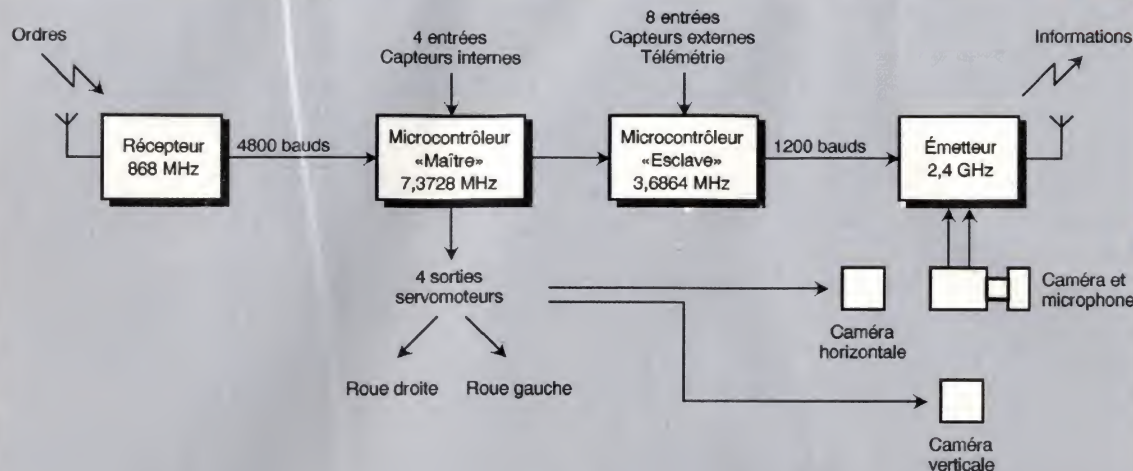 Ordres
4 entrées
Capteurs internes
8 entrées
Capteurs externes
Télémétrie
Informations
Récepteur
868 MHz
4800 bauds
Microcontrôleur
«Maître»
7,3728 MHz
Microcontrôleur
«Esclave»
3,6864 MHz
1200 bauds
Émetteur
2,4 GHz
4 sorties
servomoteurs
Roue droite
Roue gauche
Caméra
horizontale
Caméra et
microphone
Caméra
verticale